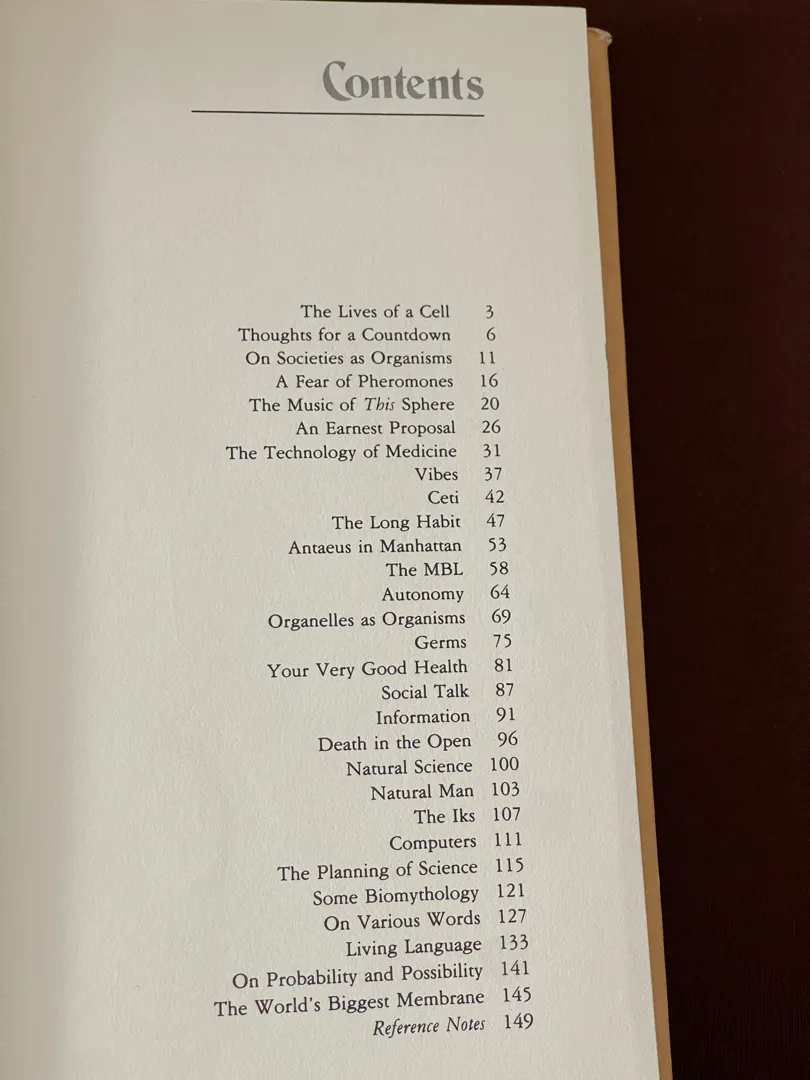 Contents
The Lives of a Cell 3
Thoughts for a Countdown 6
On Societies as Organisms 11
A Fear of Pheromones 16
The Music of This Sphere 20
An Earnest Proposal 26
The Technology of Medicine 31
Vibes 37
Ceti 42
The Long Habit 47
Antaeus in Manhattan 53
The MBL 58
Autonomy 64
Organelles as Organisms 69
Germs 75
Your Very Good Health 81
Social Talk 87
Information 91
Death in the Open 96
Natural Science 100
Natural Man 103
The Iks 107
Computers 111
The Planning of Science 115
Some Biomythology 121
On Various Words 127
Living Language 133
On Probability and Possibility 141
The World's Biggest Membrane 145
Reference Notes 149